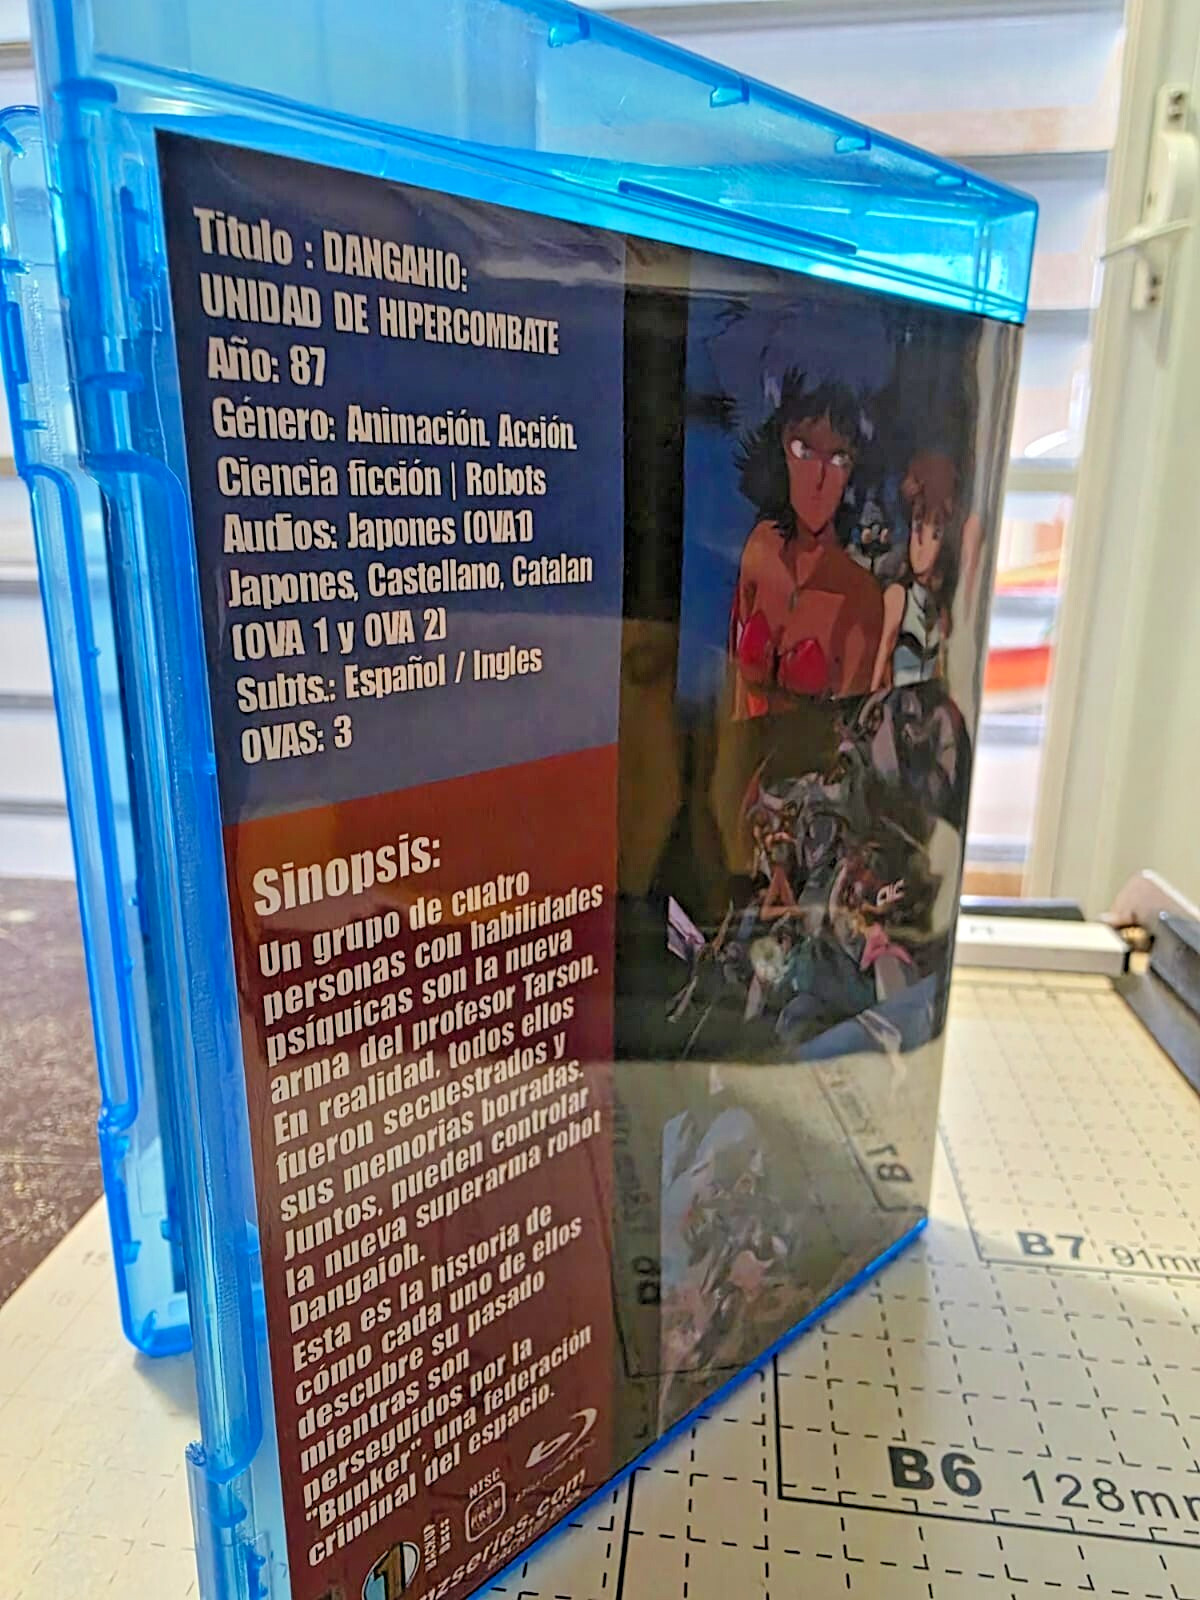 Titulo : DANGAHIO:
UNIDAD DE HIPERCOMBATE
Año: 87
Género: Animación. Acción.
Ciencia ficción | Robots
Audios: Japones (OVA1)
Japones, Castellano, Catalan
(OVA 1 y OVA 2)
Subts.: Español / Ingles
OVAS: 3
Sinopsis:
Un grupo de cuatro
personas con habilidades
psíquicas son la nueva
arma del profesor Tarson.
En realidad, todos ellos
fueron secuestrados y
sus memorias borradas.
Juntos, pueden controlar
la nueva superarma robot
Dangaioh.
Esta es la historia de
cómo cada uno de ellos
descubre su pasado
mientras son
perseguidos por la
"Bunker", una federación
criminal del espacio.
NTSC
1
B7 91mm
B6 128mm